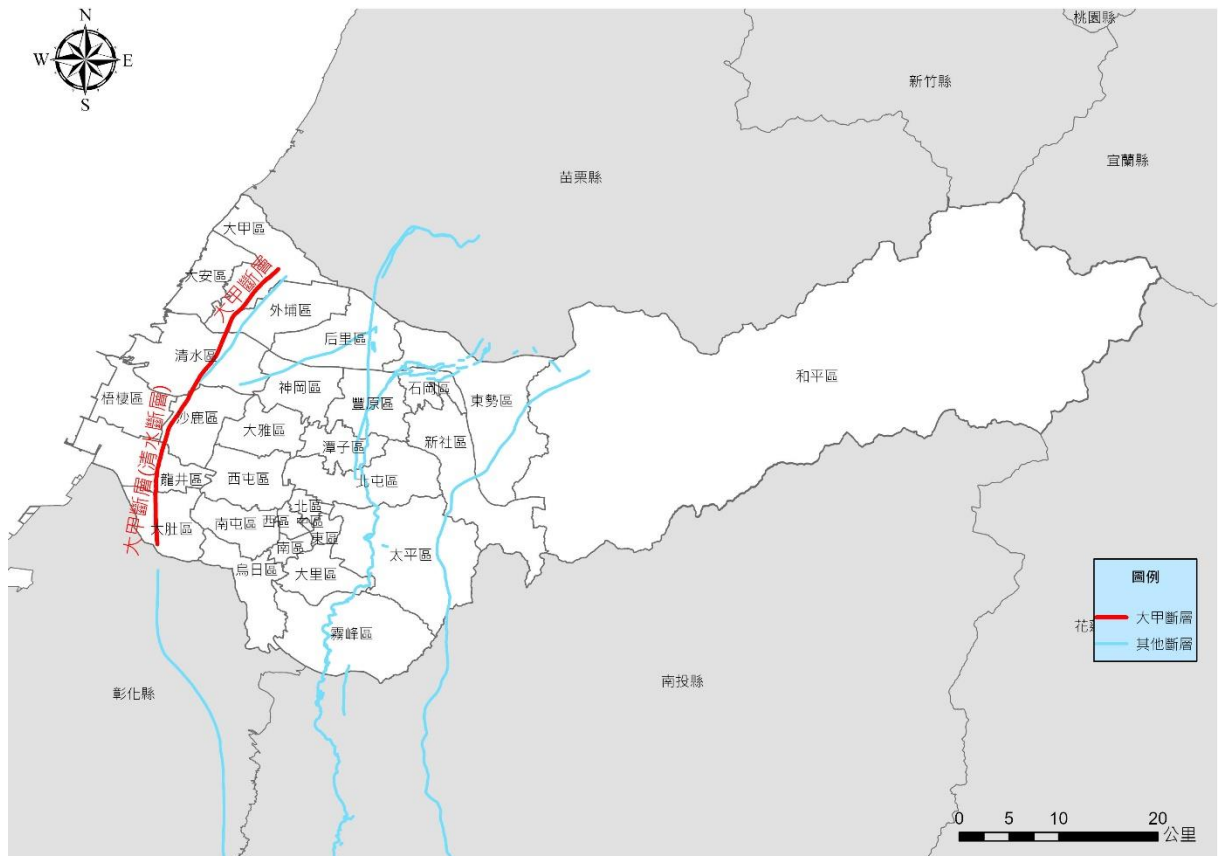 N
W E
S
桃園縣
新竹縣
宜蘭縣
苗栗縣
大甲區
大安區
大甲斷層
外埔區
后里區
清水區
和平區
神岡區
豐原區
石岡區
東勢區
梧棲區
沙鹿區
大雅區
潭子區
新社區
大甲斷層(清水斷層)
龍井區
西屯區
北屯區
大肚區
南屯區
西區
北區
中區
東區
南區
太平區
烏日區
大里區
霧峰區
彰化縣
南投縣
圖例
大甲斷層
其他斷層
花
0 5 10 20
公里